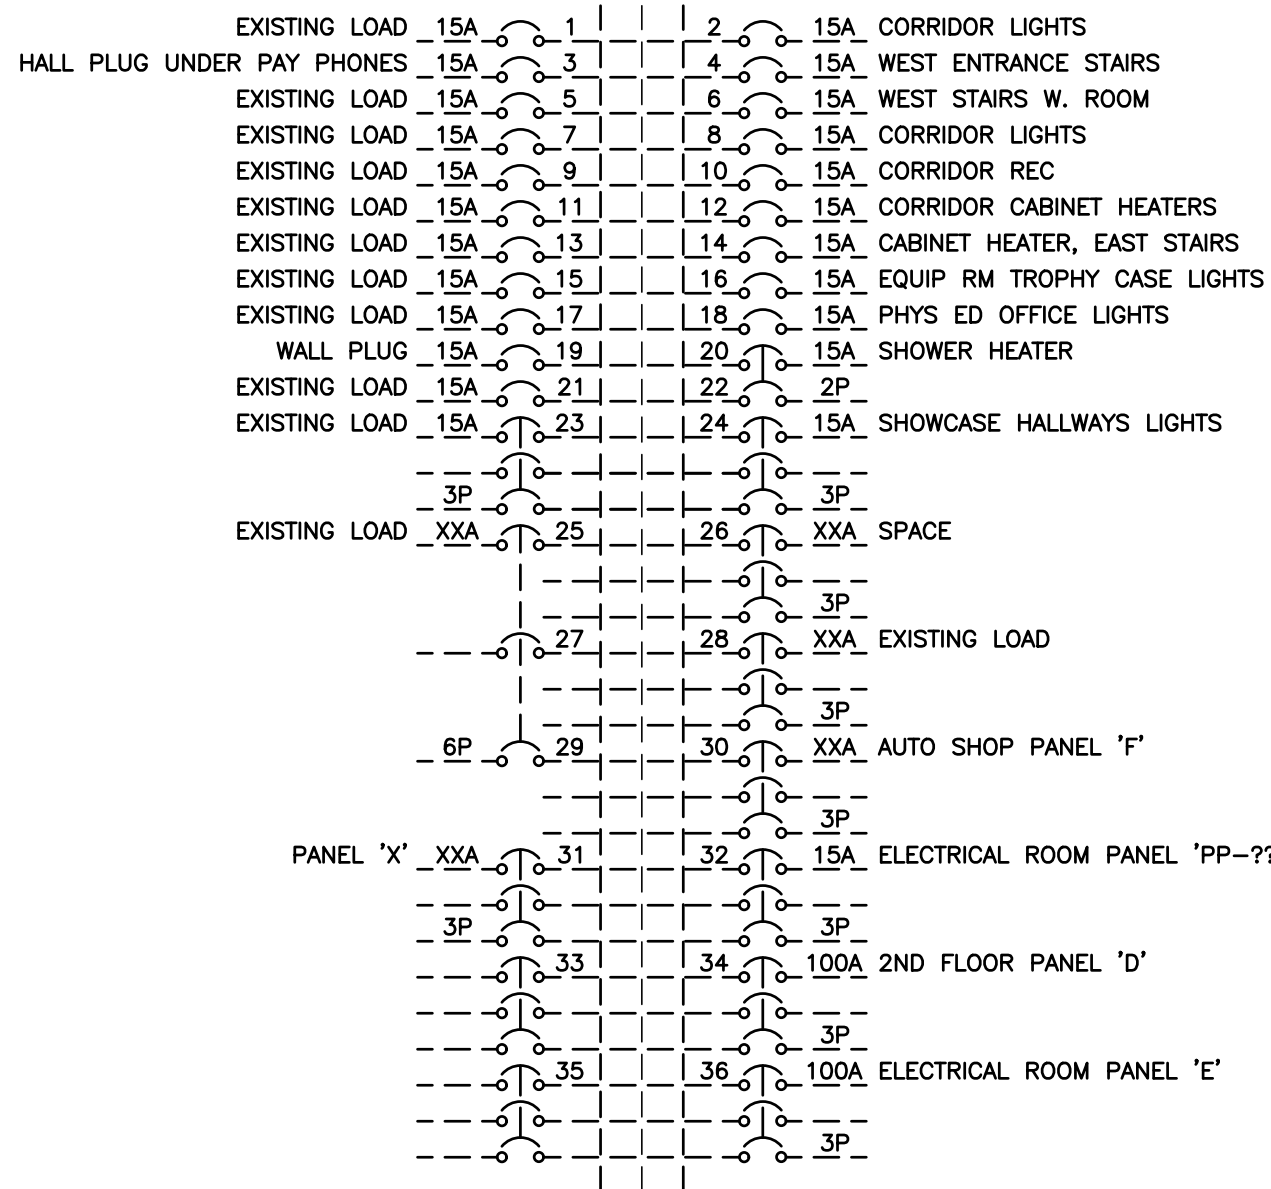 EXISTING LOAD 15A 1 2 15A CORRIDOR LIGHTS
HALL PLUG UNDER PAY PHONES 15A 3 4 15A WEST ENTRANCE STAIRS
EXISTING LOAD 15A 5 6 15A WEST STAIRS W. ROOM
EXISTING LOAD 15A 7 8 15A CORRIDOR LIGHTS
EXISTING LOAD 15A 9 10 15A CORRIDOR REC
EXISTING LOAD 15A 11 12 15A CORRIDOR CABINET HEATERS
EXISTING LOAD 15A 13 14 15A CABINET HEATER, EAST STAIRS
EXISTING LOAD 15A 15 16 15A EQUIP RM TROPHY CASE LIGHTS
EXISTING LOAD 15A 17 18 15A PHYS ED OFFICE LIGHTS
WALL PLUG 15A 19 20 15A SHOWER HEATER
EXISTING LOAD 15A 21 22 2P
EXISTING LOAD 15A 23 24 15A SHOWCASE HALLWAYS LIGHTS
3P 3P
EXISTING LOAD XXA 25 26 XXA SPACE
3P
27 28 XXA EXISTING LOAD
3P
6P 29 30 XXA AUTO SHOP PANEL 'F'
3P
PANEL 'X' XXA 31 32 15A ELECTRICAL ROOM PANEL 'PP-??
3P 3P
33 34 100A 2ND FLOOR PANEL 'D'
3P
35 36 100A ELECTRICAL ROOM PANEL 'E'
3P